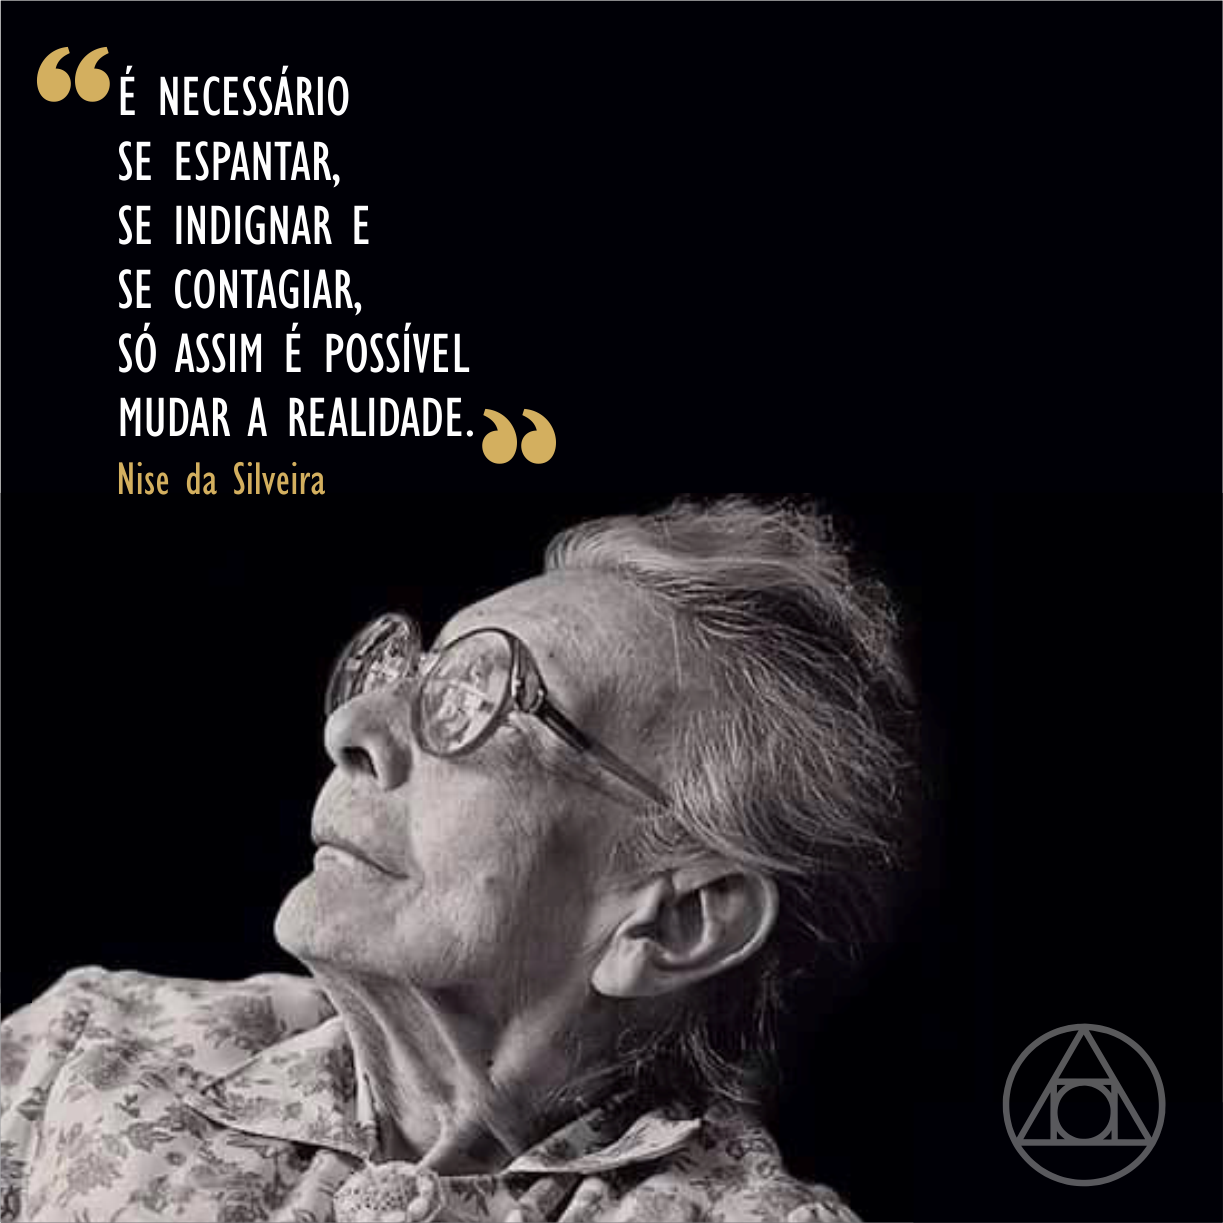 “É NECESSÁRIO
SE ESPANTAR,
SE INDIGNAR E
SE CONTAGIAR,
SÓ ASSIM É POSSÍVEL
MUDAR A REALIDADE.”
Nise da Silveira